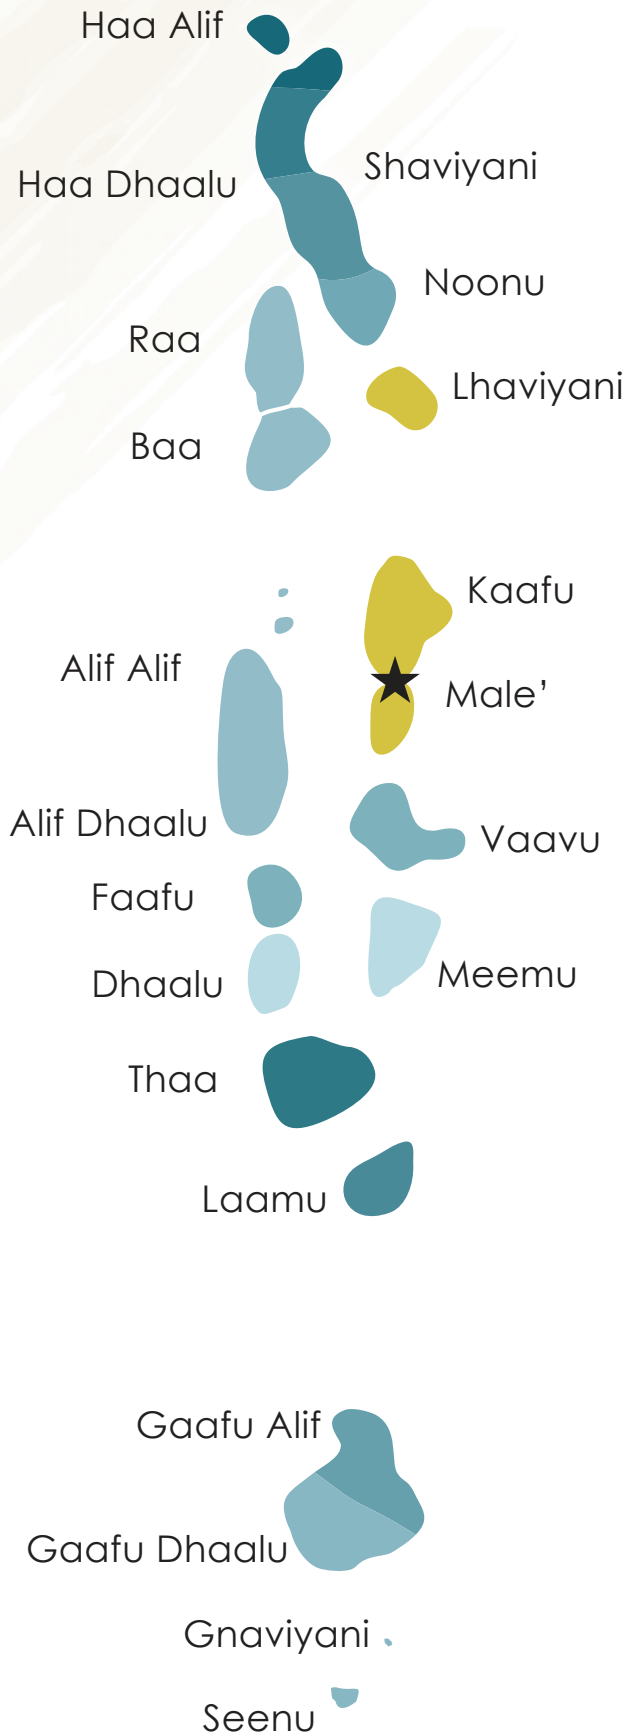 Haa Alif
Shaviyani
Haa Dhaalu
Noonu
Raa
Lhaviyani
Baa
Kaafu
Alif Alif
Male’
Alif Dhaalu
Vaavu
Faafu
Meemu
Dhaalu
Thaa
Laamu
Gaafu Alif
Gaafu Dhaalu
Gnaviyani
Seenu